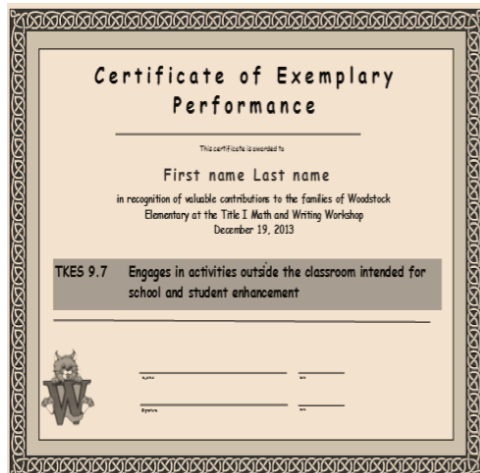 Certificate of Exemplary
Performance
This certificate is awarded to
First name Last name
in recognition of valuable contributions to the families of Woodstock
Elementary at the Title I Math and Writing Workshop
December 19, 2013
TKES 9.7 Engages in activities outside the classroom intended for
school and student enhancement
W
Signature